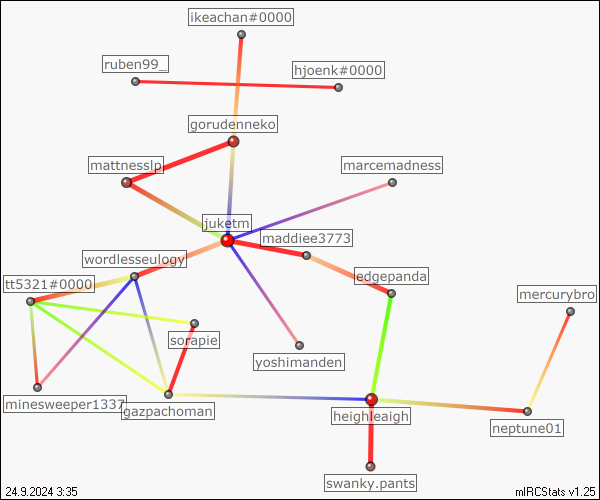 ikeachan#0000
ruben99_
hjoenk#0000
gorudenneko
mattnesslp
marcemadness
juketm
maddiee3773
wordlesseulogy
edgepanda
tt5321#0000
mercurybro
sorapie
yoshimanden
minesweeper1337
gazpachoman
heighleaigh
neptune01
swanky.pants
24.9.2024 3:35
mIRCStats v1.25